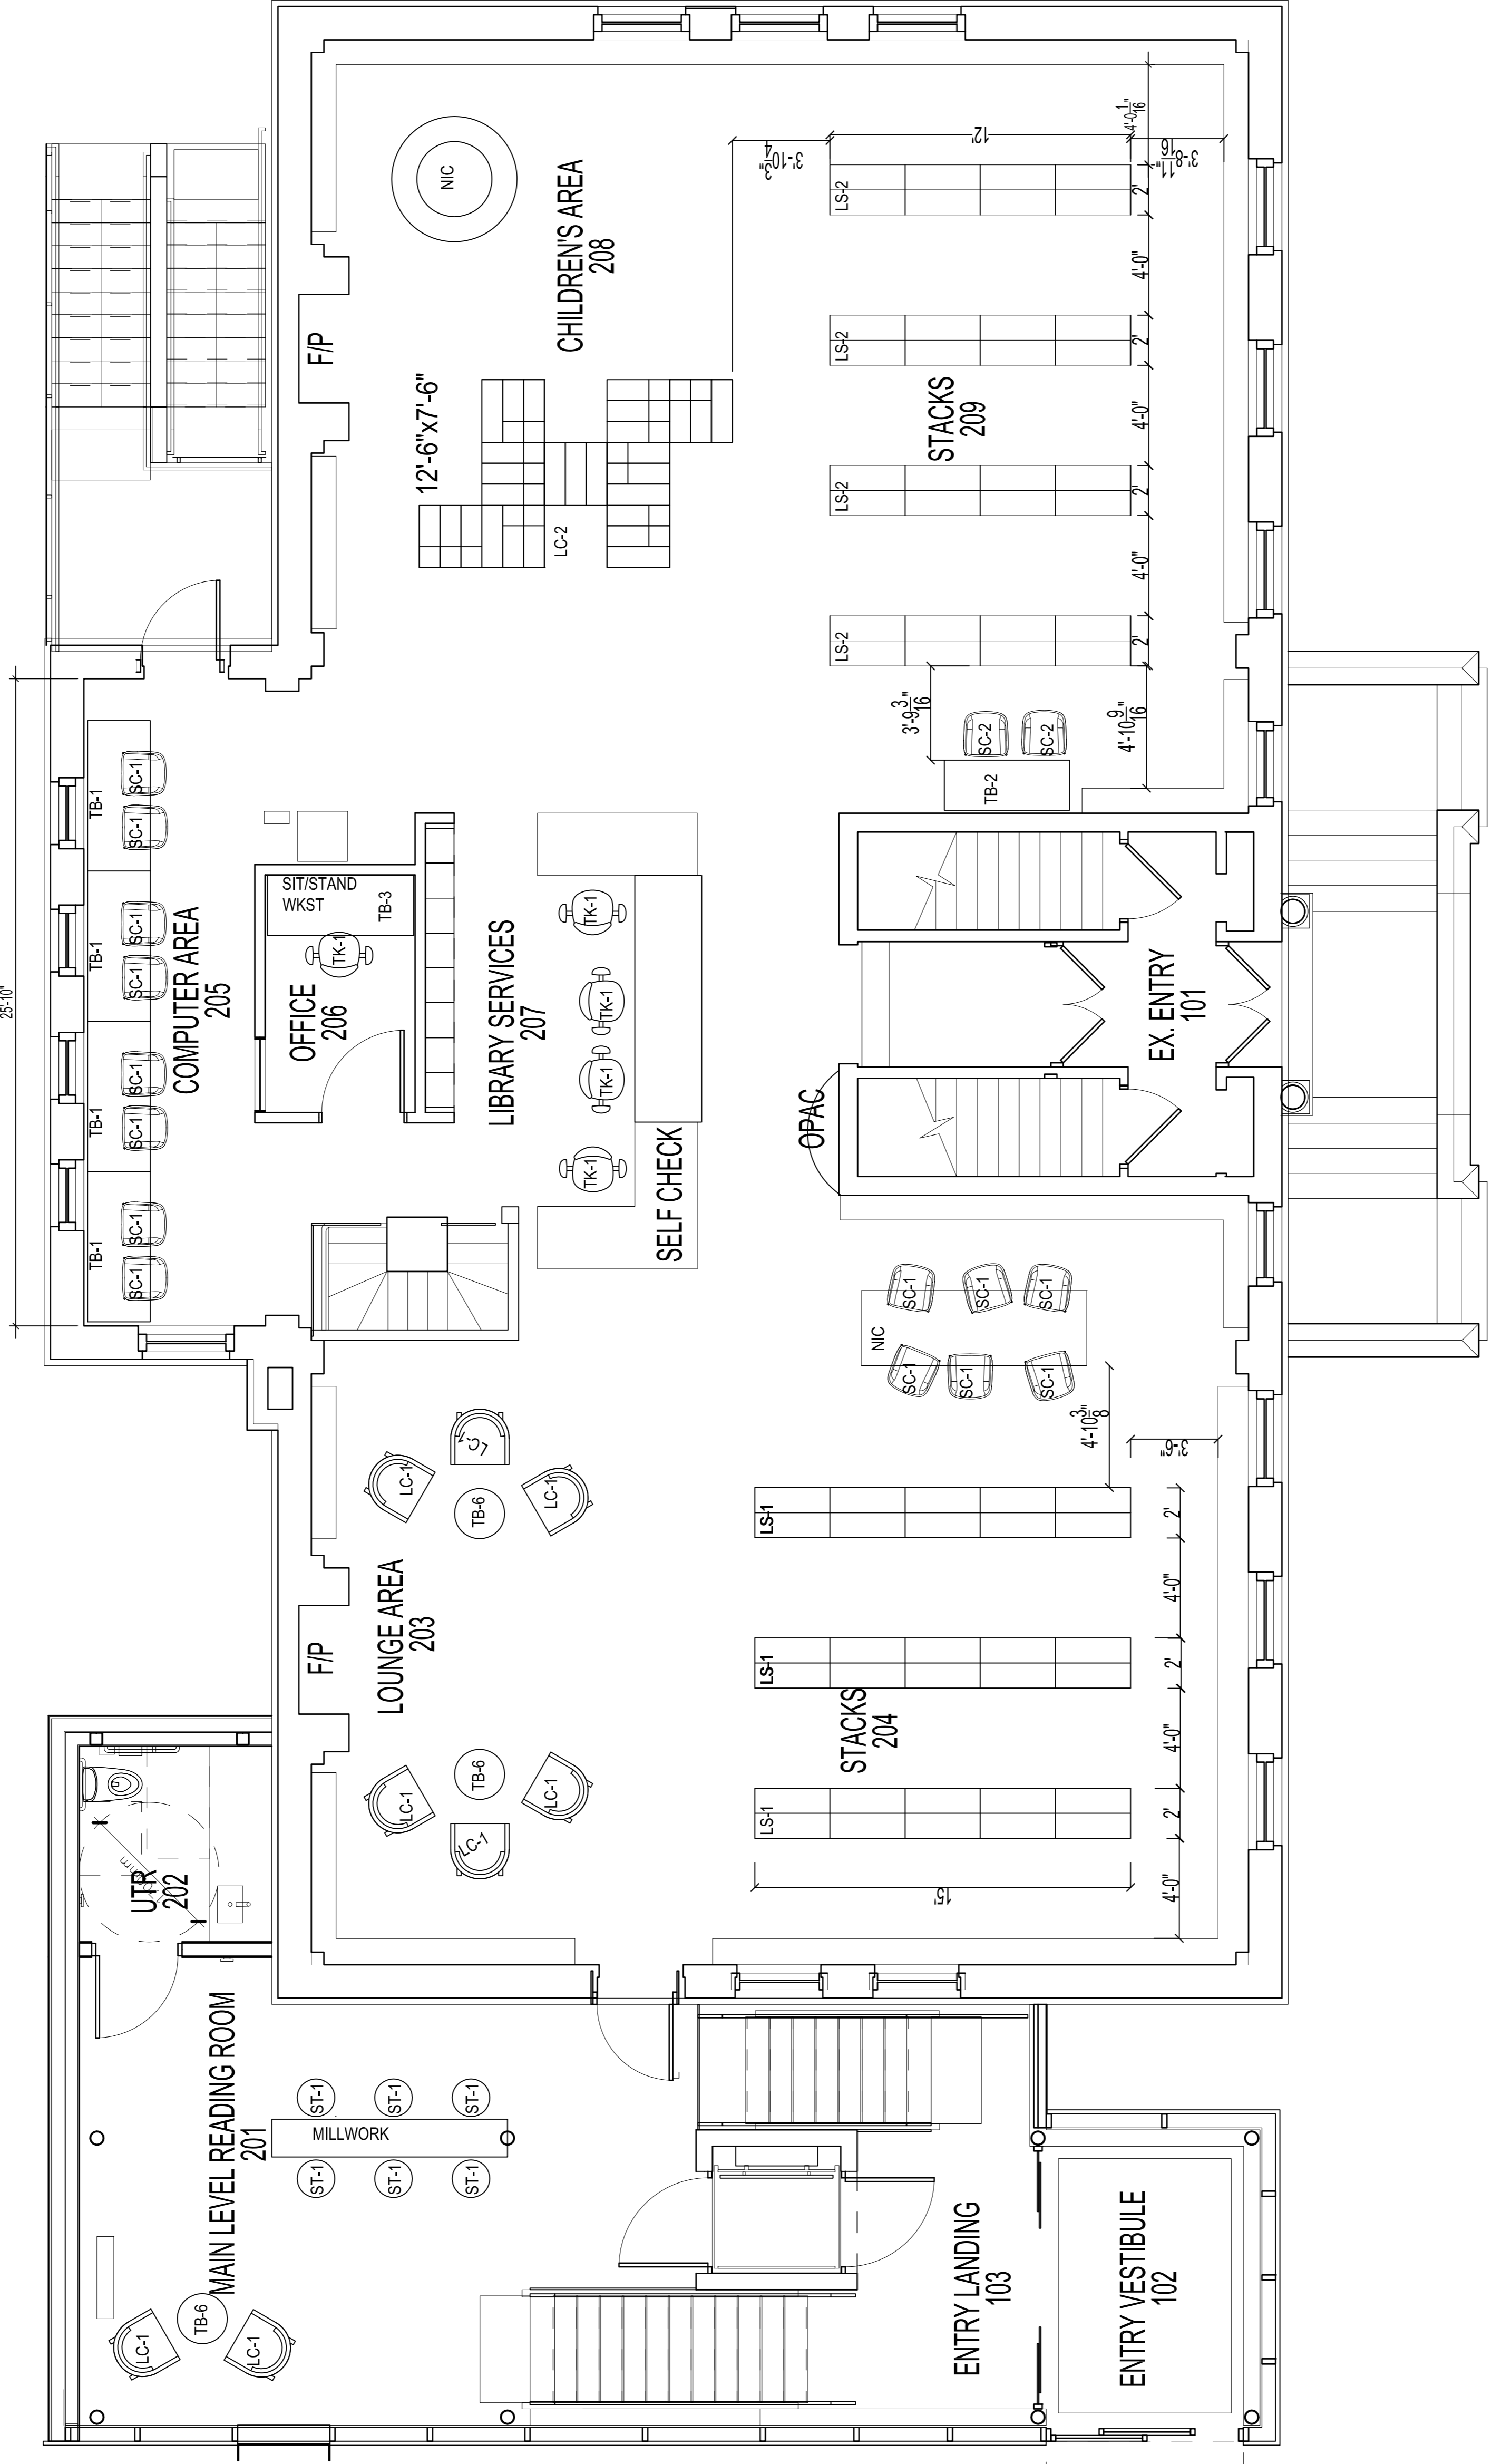 MAIN LEVEL READING ROOM
201
LC-1
TB-6
LC-1
MILLWORK
ST-1
ST-1
ST-1
ST-1
ST-1
ST-1
UTR
202
ENTRY LANDING
103
ENTRY VESTIBULE
102
F/P
LOUNGE AREA
203
LC-1
LC-1
TB-6
LC-1
LC-1
LC-1
TB-6
LC-1
STACKS
204
LS-1
LS-1
LS-1
15'
4'-0"
2'
4'-0"
2'
4'-0"
2'
3'-6"
4'-10 3/8"
NIC
SC-1
SC-1
SC-1
SC-1
SC-1
SC-1
25'-10"
TB-1
TB-1
TB-1
TB-1
SC-1
SC-1
SC-1
SC-1
SC-1
SC-1
SC-1
SC-1
COMPUTER AREA
205
OFFICE
206
SIT/STAND
WKST
TB-3
TK-1
LIBRARY SERVICES
207
TK-1
TK-1
TK-1
TK-1
SELF CHECK
OPAC
EX. ENTRY
101
F/P
12'-6"x7'-6"
LC-2
NIC
CHILDREN'S AREA
208
STACKS
209
LS-2
LS-2
LS-2
LS-2
TB-2
SC-2
SC-2
3'-9 3/16"
4'-10 9/16"
2'
4'-0"
2'
4'-0"
2'
4'-0"
2'
4'-0 1/16"
3'-10 3/4"
12'
3'-8 11/16"